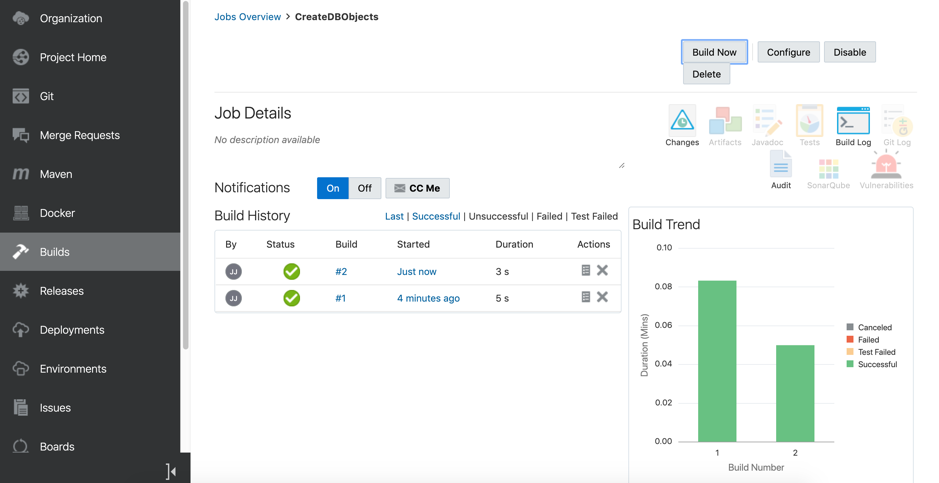 Organization
Project Home
Git
Merge Requests
Maven
Docker
Builds
Releases
Deployments
Environments
Issues
Boards
Jobs Overview > CreateDBObjects
Build Now Configure Disable
Delete
Job Details
No description available
Changes Artifacts Javadoc Tests Build Log Git Log
Audit SonarQube Vulnerabilities
Notifications On Off CC Me
Build History Last | Successful | Unsuccessful | Failed | Test Failed
By Status Build Started Duration Actions
JJ #2 Just now 3 s
JJ #1 4 minutes ago 5 s
Build Trend
0.10
0.08
0.06
0.04
0.02
0.00
Duration (Mins)
1 2
Build Number
Canceled
Failed
Test Failed
Successful